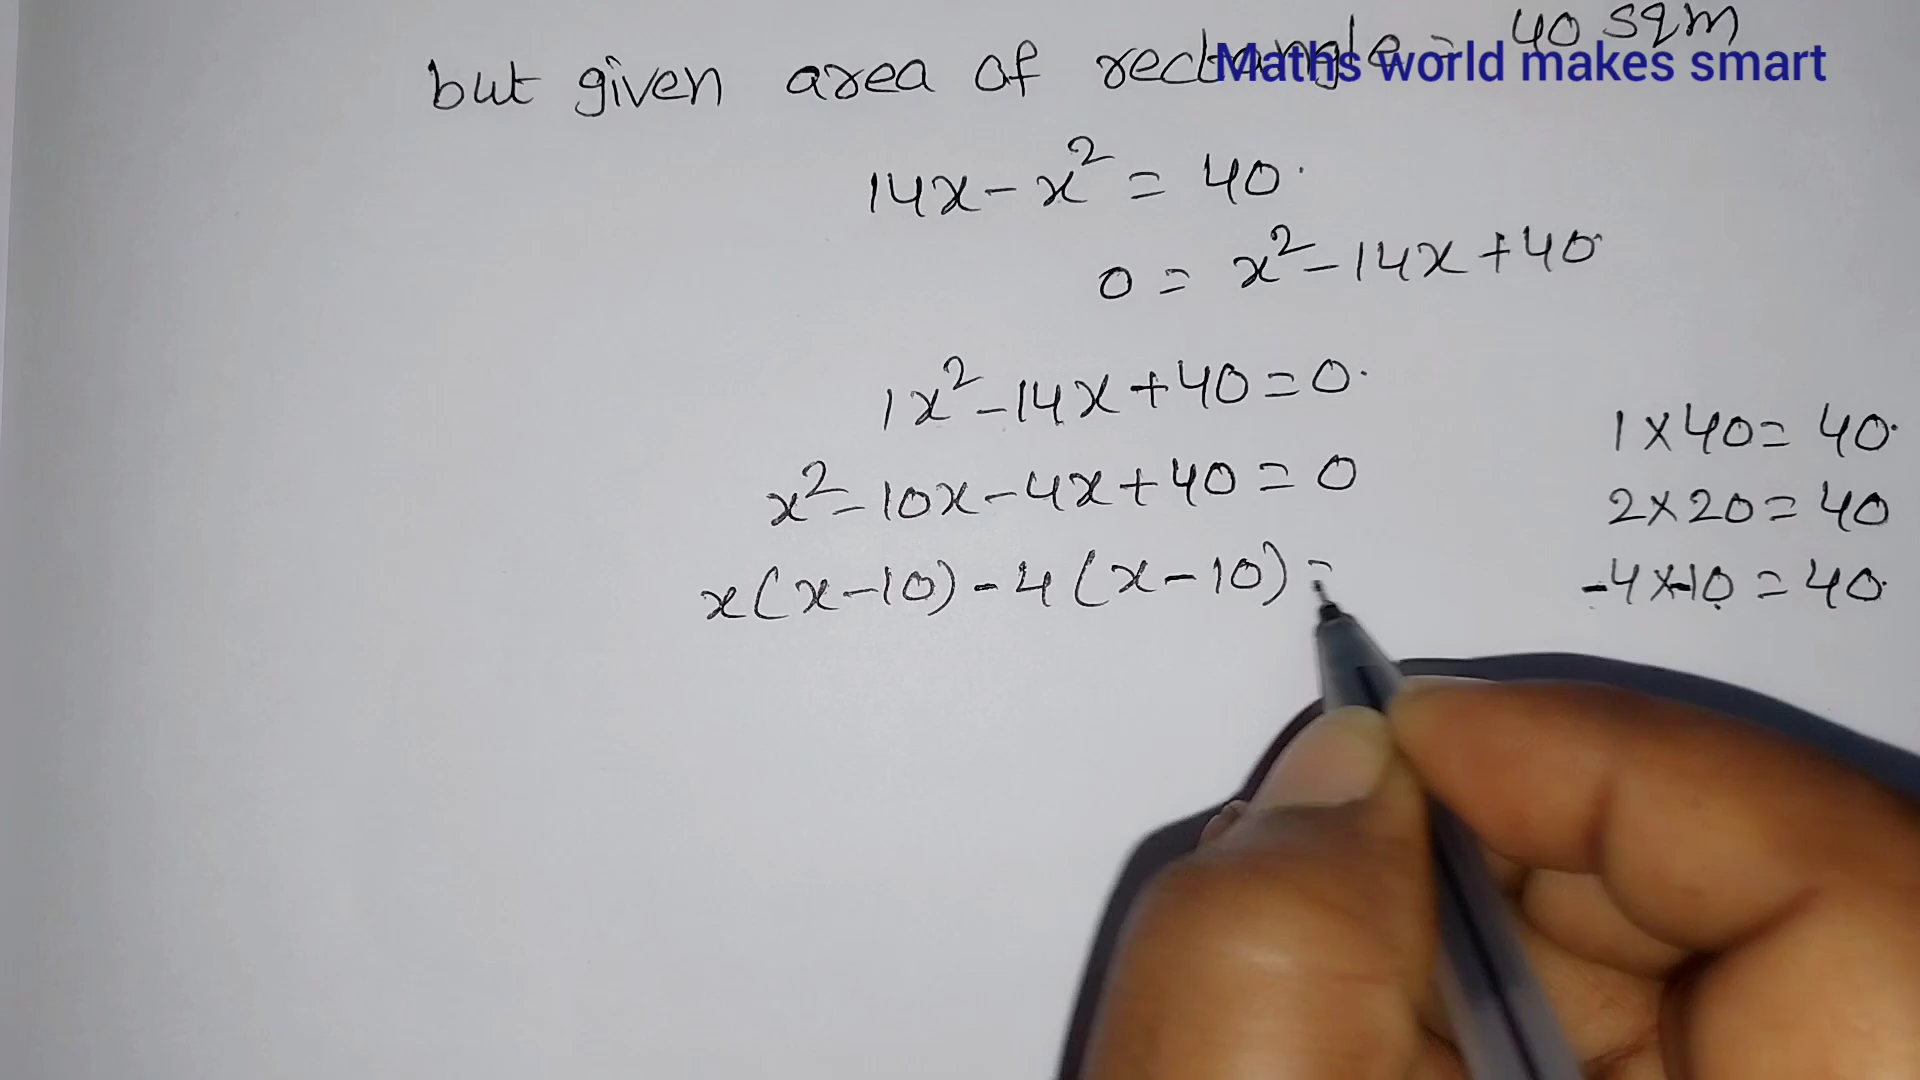 but given area of rectangle = 40 sqm
Maths world makes smart
14x - x² = 40.
0 = x² - 14x + 40.
1x² - 14x + 40 = 0.
x² - 10x - 4x + 40 = 0
x(x - 10) - 4(x - 10) =
1 × 40 = 40.
2 × 20 = 40
-4 × -10 = 40.